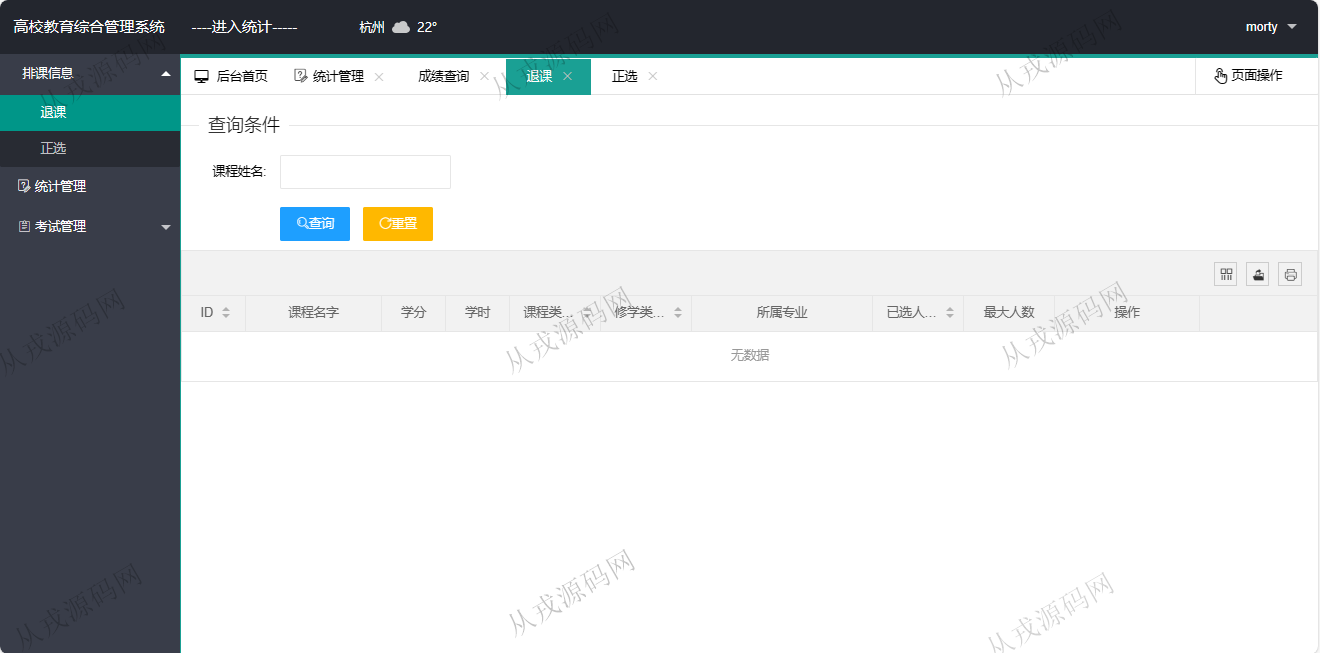 高校教育综合管理系统 ----进入统计----- 杭州 22° morty
排课信息
退课
正选
统计管理
考试管理
后台首页 统计管理 成绩查询 退课 正选 页面操作
查询条件
课程姓名:
查询 重置
ID 课程名字 学分 学时 课程类... 修学类... 所属专业 已选人... 最大人数 操作
无数据
从戎源码网
从戎源码网
从戎源码网
从戎源码网
从戎源码网
从戎源码网
从戎源码网
从戎源码网
从戎源码网